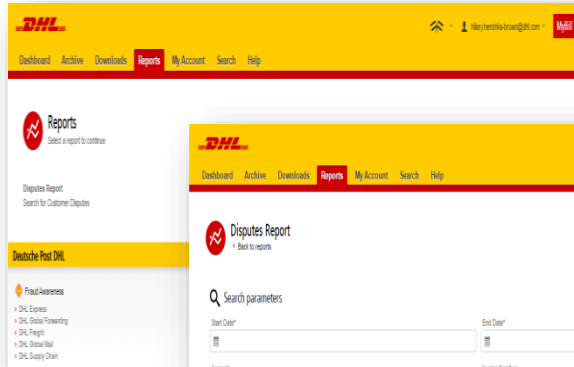 DHL
hilary.hendriks-brown@dhl.com
MyBill
Dashboard Archive Downloads Reports My Account Search Help
Reports
Select a report to continue
Disputes Report
Search for Customer Disputes
Deutsche Post DHL
Fraud Awareness
> DHL Express
> DHL Global Forwarding
> DHL Freight
> DHL Global Mail
> DHL Supply Chain
DHL
Dashboard Archive Downloads Reports My Account Search Help
Disputes Report
< Back to reports
Search parameters
Start Date* End Date*